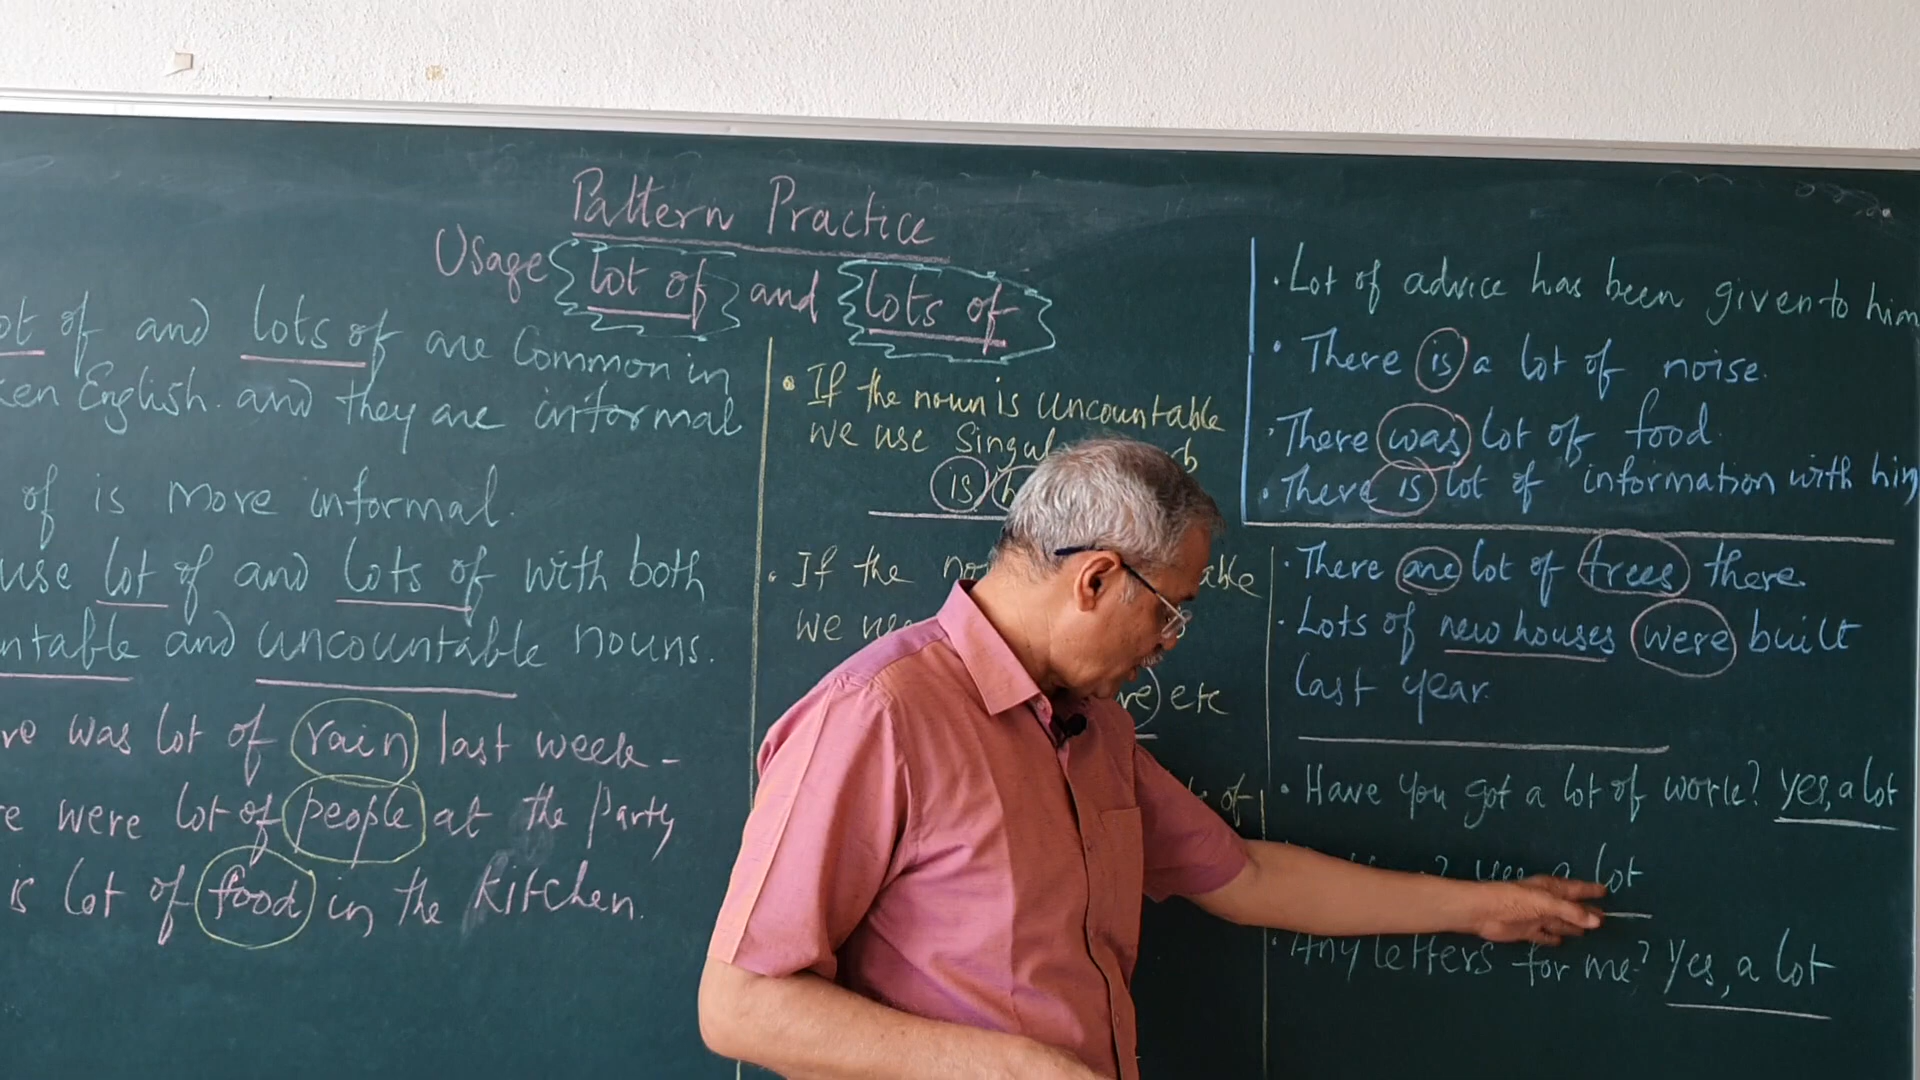 Pattern Practice
Usage lot of and lots of
ot of and lots of are common in
ken English. and they are informal
of is more informal.
use lot of and lots of with both
ntable and uncountable nouns.
re was lot of rain last week -
e were lot of people at the Party
is lot of food in the kitchen.
• If the noun is uncountable
we use Singul b
is
• If the no able
we
ve etc
of
• Lot of advice has been given to him
• There is a lot of noise.
• There was lot of food.
• There is lot of information with him
• There are lot of trees there
• Lots of new houses were built
last year.
• Have you got a lot of work? yes, a lot
? yes a lot
• Any letters for me? Yes, a lot